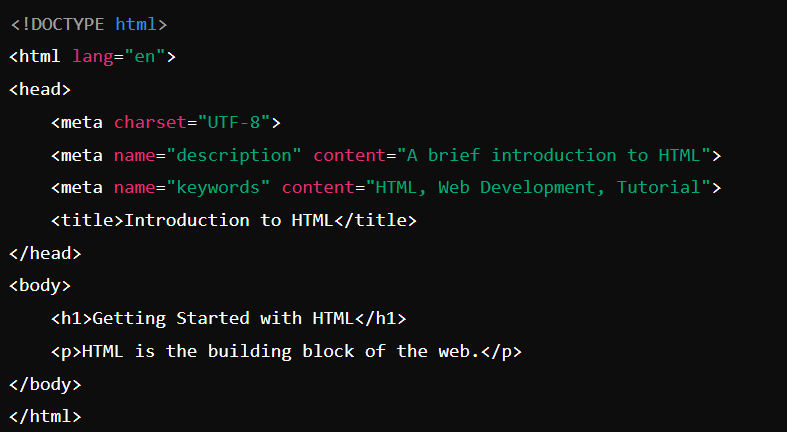 <!DOCTYPE html>
<html lang="en">
<head>
    <meta charset="UTF-8">
    <meta name="description" content="A brief introduction to HTML">
    <meta name="keywords" content="HTML, Web Development, Tutorial">
    <title>Introduction to HTML</title>
</head>
<body>
    <h1>Getting Started with HTML</h1>
    <p>HTML is the building block of the web.</p>
</body>
</html>